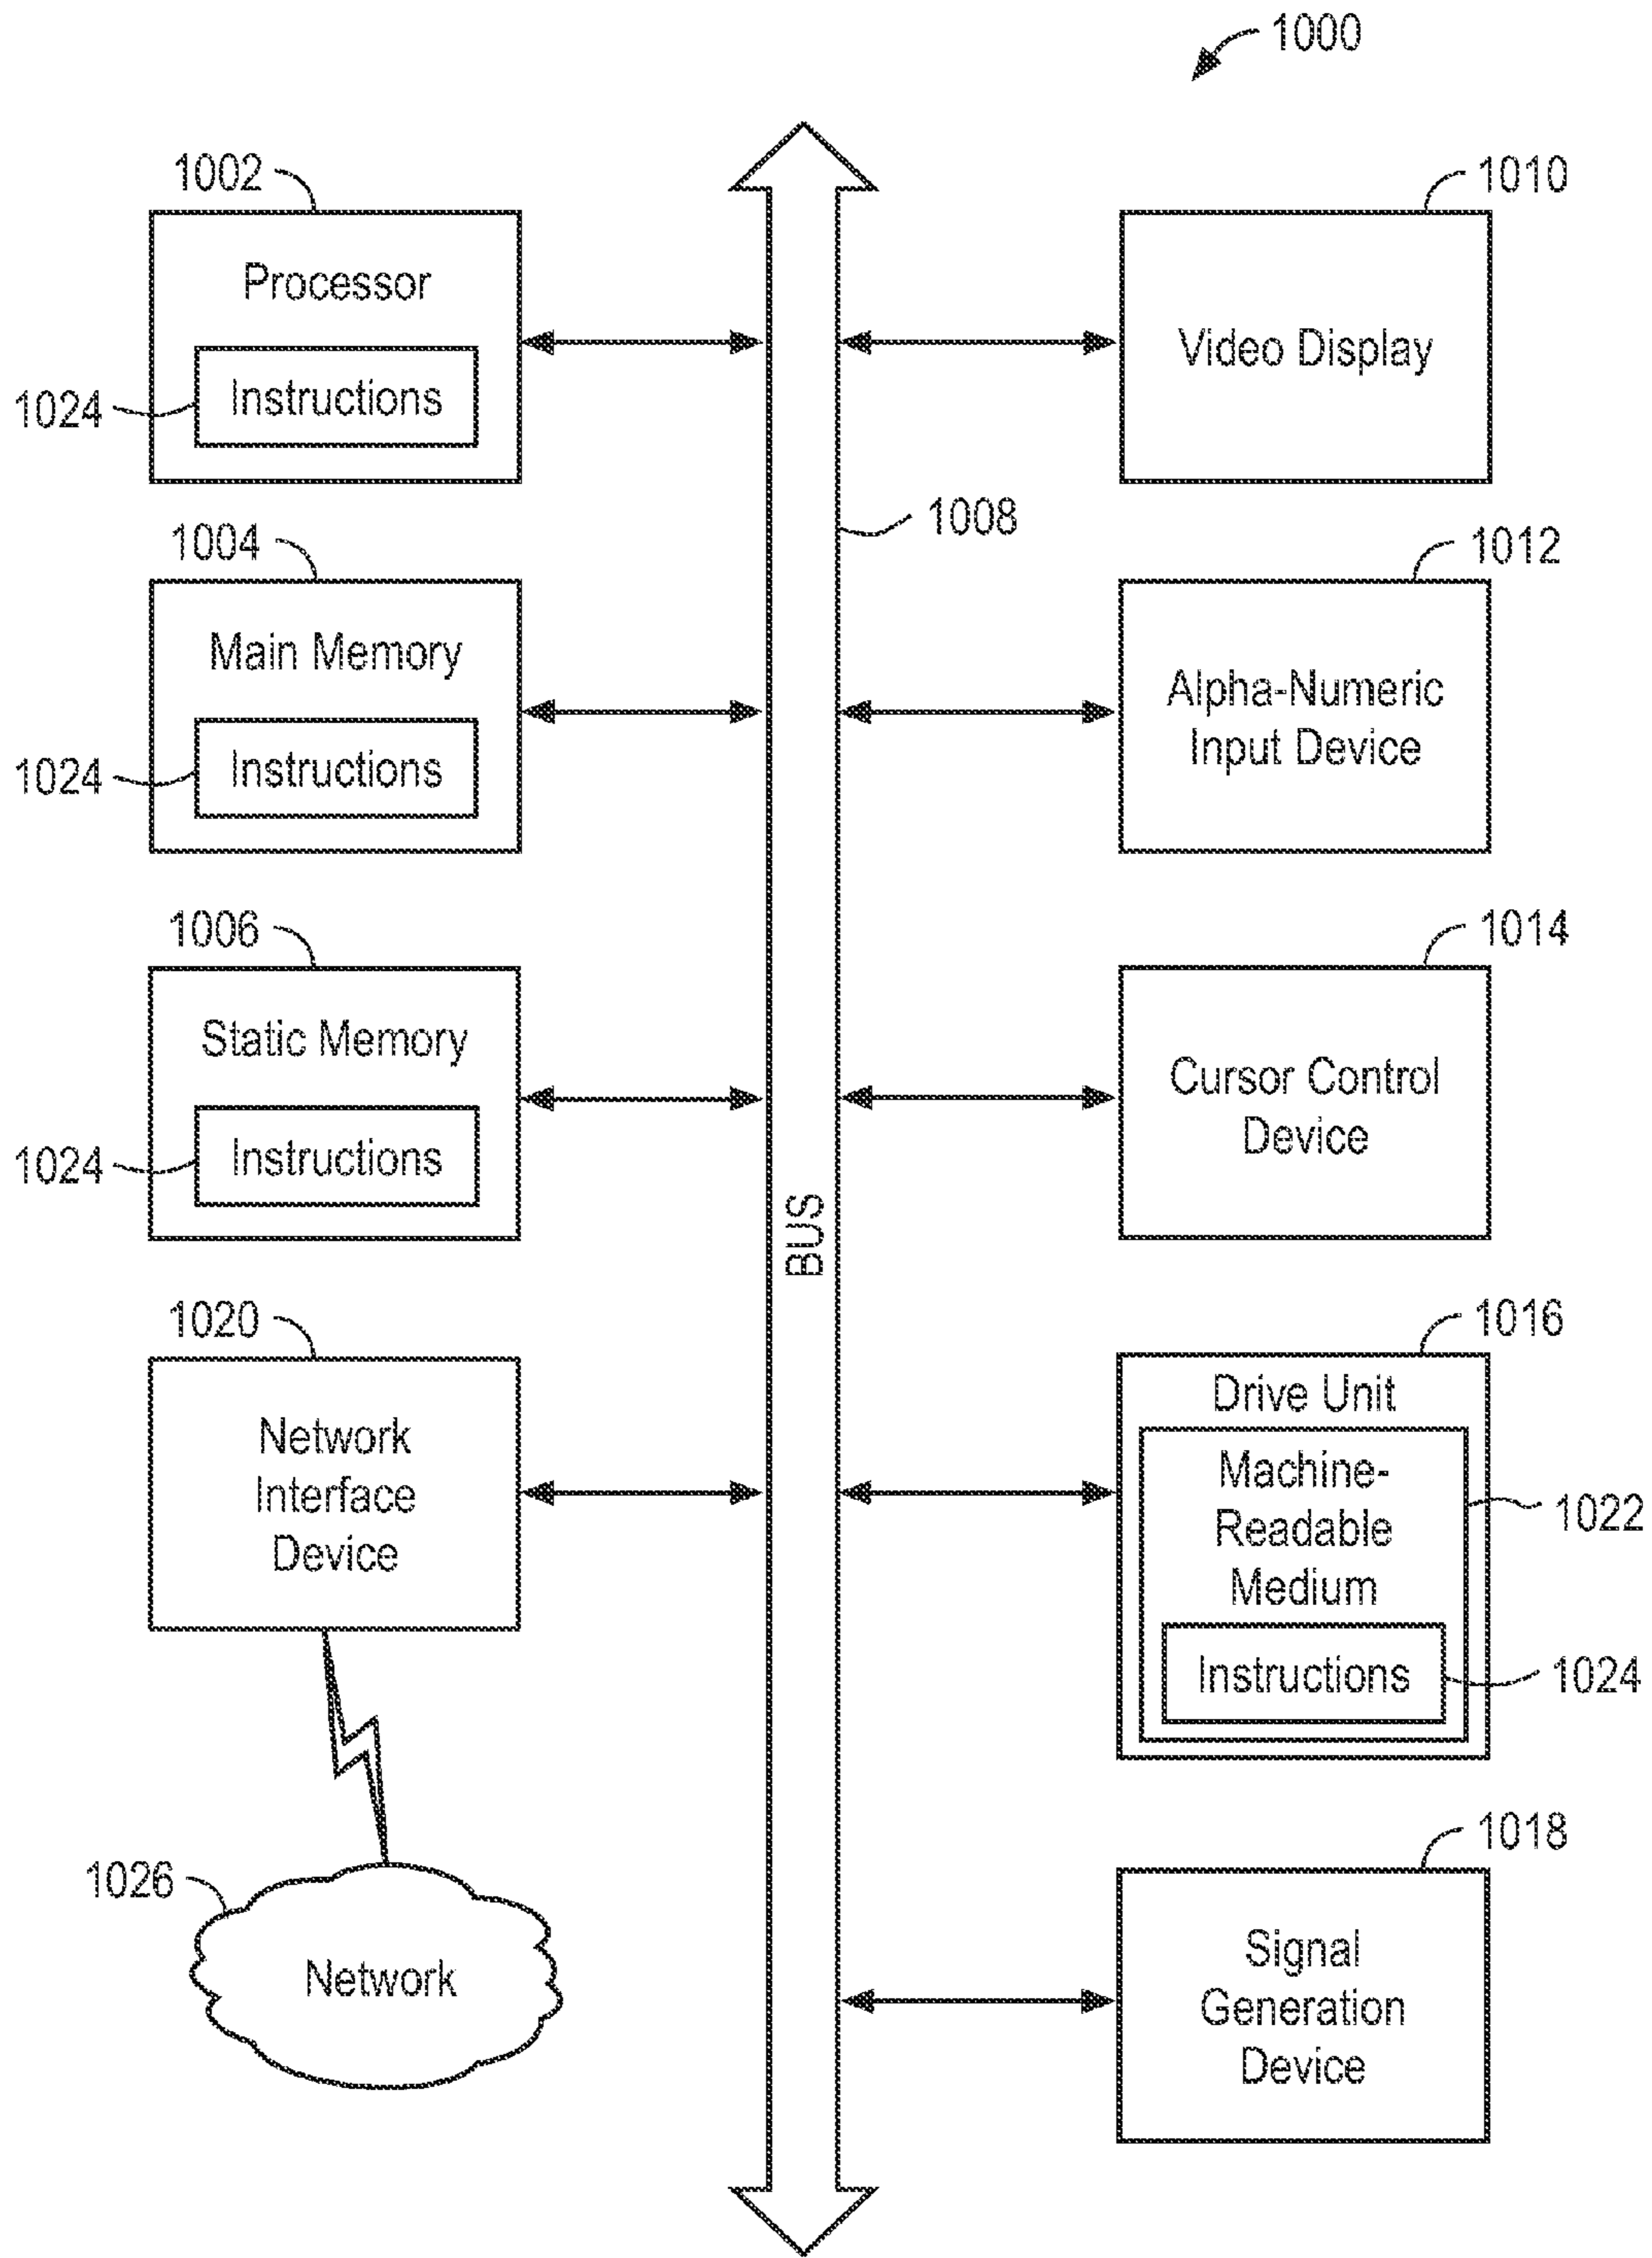 1000
1002
Processor
Instructions
1024
1004
Main Memory
Instructions
1024
1006
Static Memory
Instructions
1024
1020
Network
Interface
Device
1026
Network
BUS
1008
1010
Video Display
1012
Alpha-Numeric
Input Device
1014
Cursor Control
Device
1016
Drive Unit
Machine-
Readable
Medium
1022
Instructions
1024
1018
Signal
Generation
Device